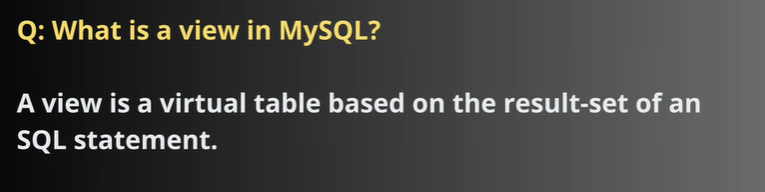 Q: What is a view in MySQL?
A view is a virtual table based on the result-set of an
SQL statement.